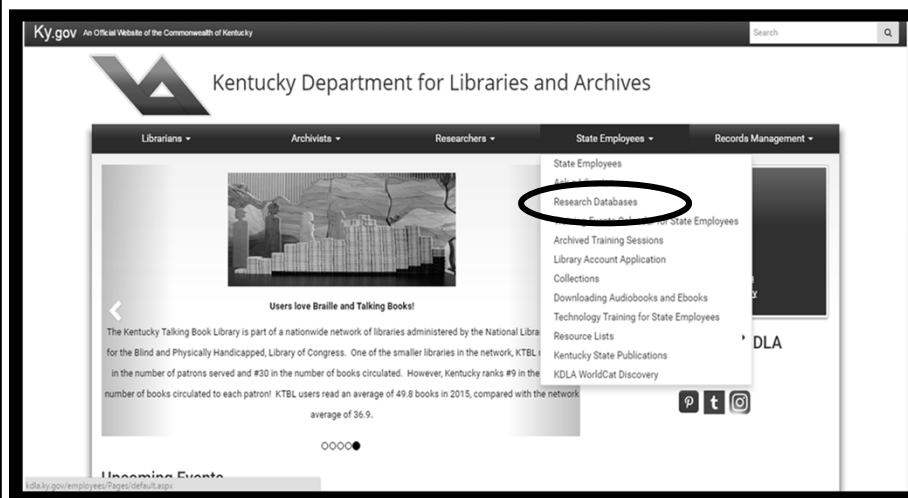 Ky.gov An Official Website of the Commonwealth of Kentucky
Search
Kentucky Department for Libraries and Archives
Librarians
Archivists
Researchers
State Employees
Records Management
State Employees
Research Databases
for State Employees
Archived Training Sessions
Library Account Application
Collections
Downloading Audiobooks and Ebooks
Technology Training for State Employees
Resource Lists
Kentucky State Publications
KDLA WorldCat Discovery
Users love Braille and Talking Books!
The Kentucky Talking Book Library is part of a nationwide network of libraries administered by the National
for the Blind and Physically Handicapped, Library of Congress. One of the smaller libraries in the network, KTBL
in the number of patrons served and #30 in the number of books circulated. However, Kentucky ranks #9 in the
number of books circulated to each patron! KTBL users read an average of 49.8 books in 2015, compared with the network
average of 36.9.
DLA
Upcoming Events
kdla.ky.gov/employees/Pages/default.aspx